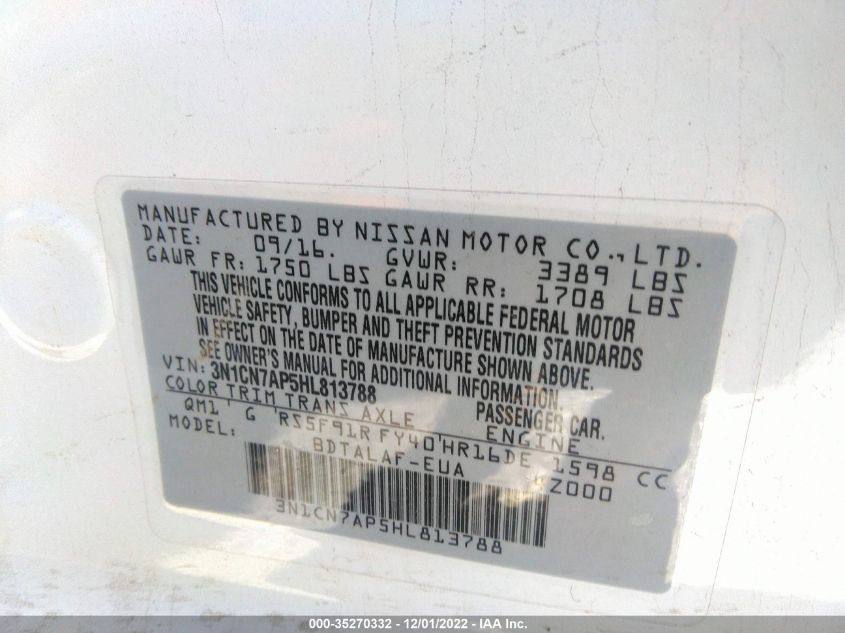 MANUFACTURED BY NISSAN MOTOR CO., LTD.
DATE: 09/16. GVWR: 3389 LBS
GAWR FR: 1750 LBS GAWR RR: 1708 LBS
THIS VEHICLE CONFORMS TO ALL APPLICABLE FEDERAL MOTOR
VEHICLE SAFETY, BUMPER AND THEFT PREVENTION STANDARDS
IN EFFECT ON THE DATE OF MANUFACTURE SHOWN ABOVE.
SEE OWNER'S MANUAL FOR ADDITIONAL INFORMATION
VIN: 3N1CN7AP5HL813788 PASSENGER CAR.
COLOR TRIM TRANS AXLE ENGINE
QM1 G RS5F91R FY40 HR16DE 1598 CC
MODEL: BDTALAF-EUA
3N1CN7AP5HL813788
000-35270332 - 12/01/2022 - IAA Inc.